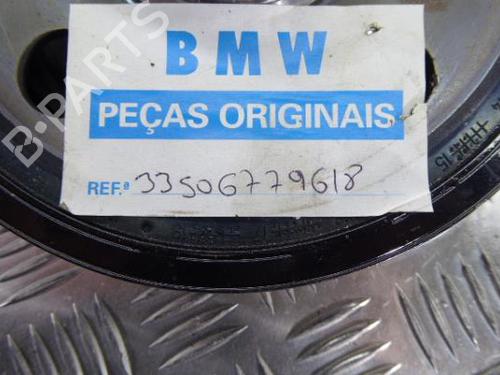 BMW
PEÇAS ORIGINAIS
REF.ª 33506779618
B-PARTS